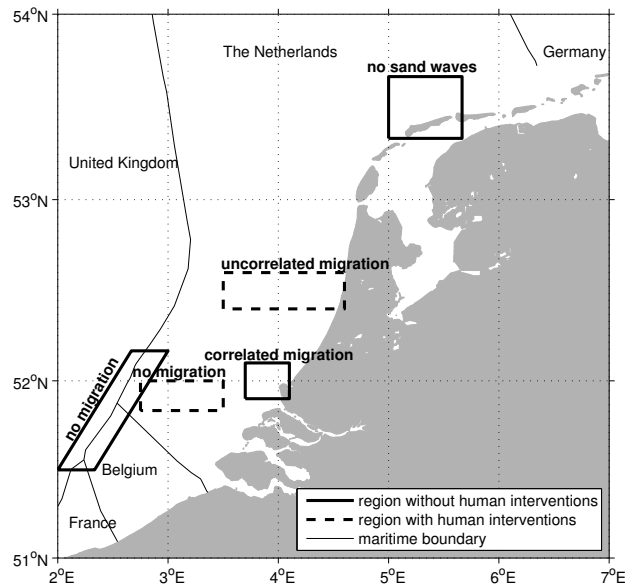 54°N
The Netherlands
Germany
no sand waves
United Kingdom
53°N
uncorrelated migration
correlated migration
no migration
no migration
52°N
Belgium
France
region without human interventions
region with human interventions
maritime boundary
51°N
2°E
3°E
4°E
5°E
6°E
7°E